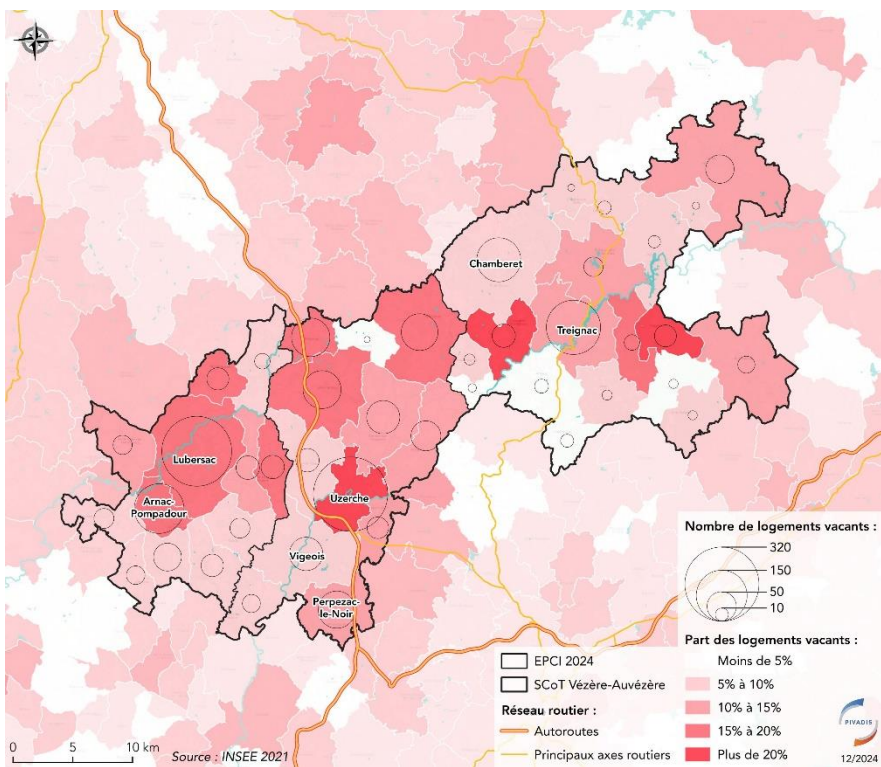 Chamberet
Treignac
Lubersac
Arnac-
Pompadour
Uzerche
Vigeois
Perpezac-
le-Noir
Nombre de logements vacants :
320
150
50
10
Part des logements vacants :
Moins de 5%
5% à 10%
10% à 15%
15% à 20%
Plus de 20%
EPCI 2024
SCoT Vézère-Auvézère
Réseau routier :
Autoroutes
Principaux axes routiers
PIVADIS
12/2024
0 5 10 km
Source : INSEE 2021